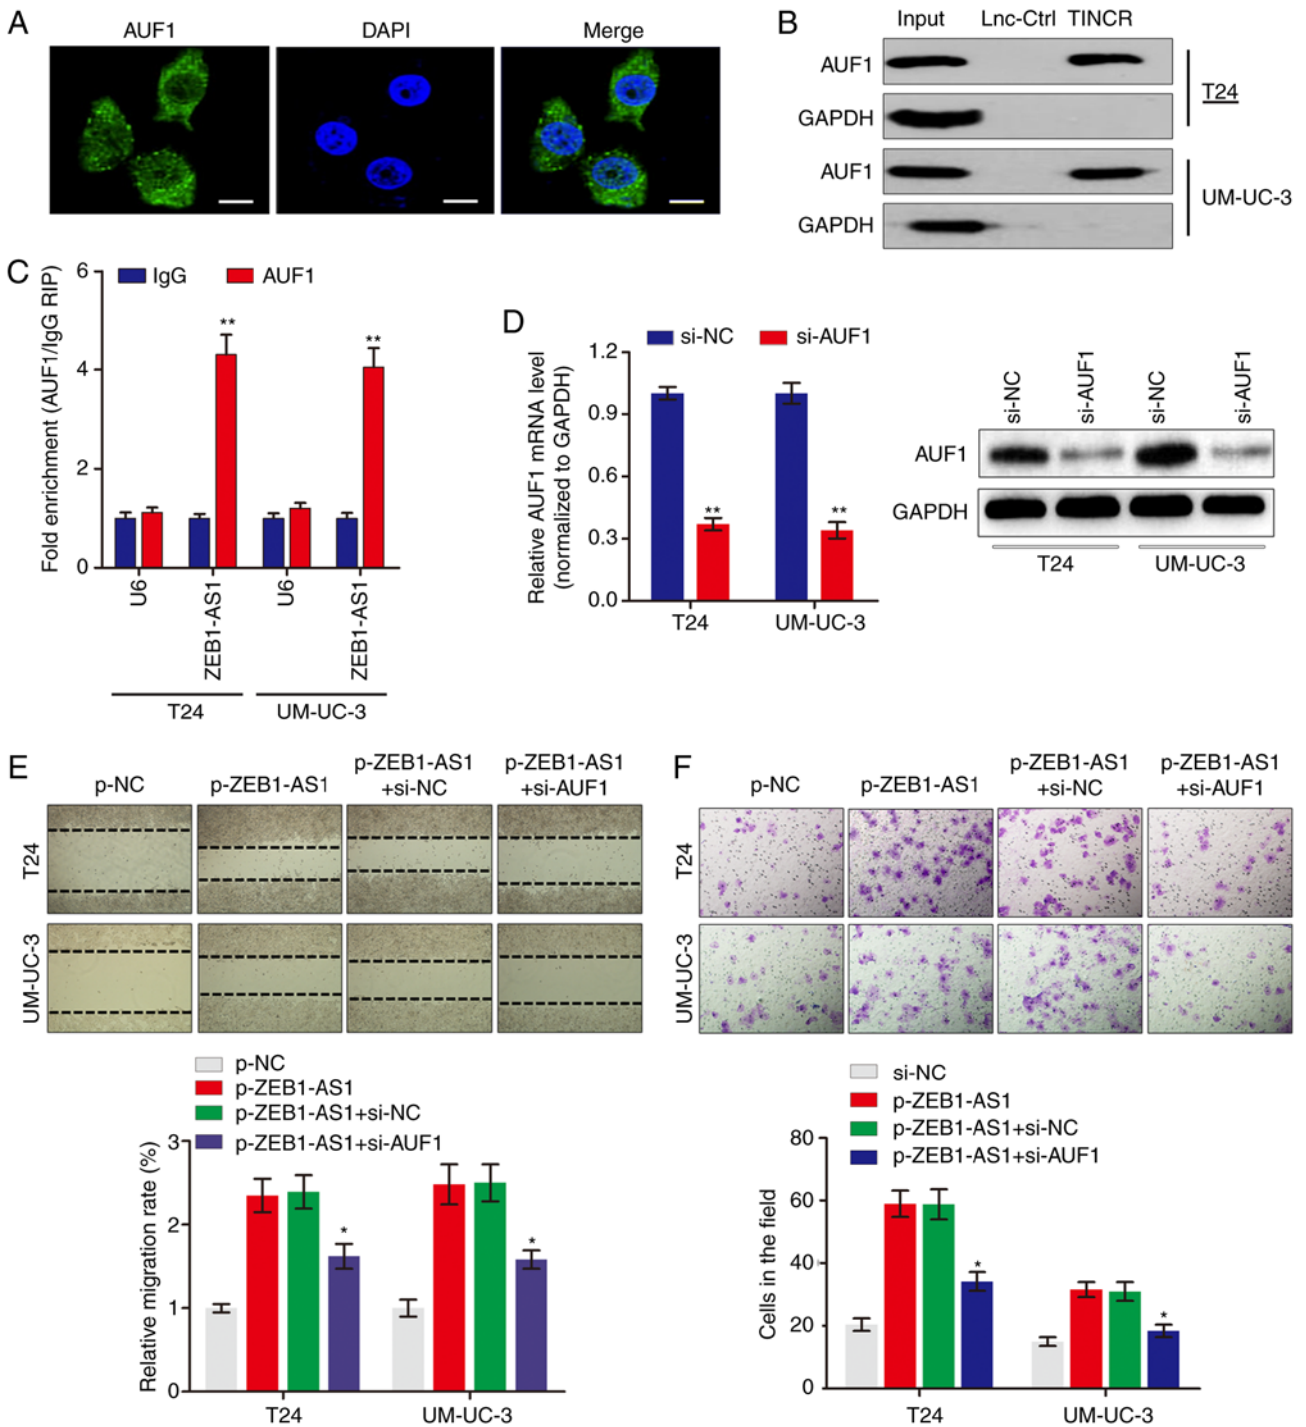 A
AUF1
DAPI
Merge
B
Input
Lnc-Ctrl
TINCR
AUF1
GAPDH
T24
AUF1
GAPDH
UM-UC-3
C
IgG
AUF1
Fold enrichment (AUF1/IgG RIP)
6
4
2
0
U6
ZEB1-AS1
U6
ZEB1-AS1
**
**
T24
UM-UC-3
D
si-NC
si-AUF1
Relative AUF1 mRNA level
(normalized to GAPDH)
1.2
0.9
0.6
0.3
0.0
**
**
T24
UM-UC-3
si-NC
si-AUF1
si-NC
si-AUF1
AUF1
GAPDH
T24
UM-UC-3
E
p-NC
p-ZEB1-AS1
p-ZEB1-AS1
+si-NC
p-ZEB1-AS1
+si-AUF1
T24
UM-UC-3
p-NC
p-ZEB1-AS1
p-ZEB1-AS1+si-NC
p-ZEB1-AS1+si-AUF1
Relative migration rate (%)
3
2
1
0
*
*
T24
UM-UC-3
F
p-NC
p-ZEB1-AS1
p-ZEB1-AS1
+si-NC
p-ZEB1-AS1
+si-AUF1
T24
UM-UC-3
si-NC
p-ZEB1-AS1
p-ZEB1-AS1+si-NC
p-ZEB1-AS1+si-AUF1
Cells in the field
80
60
40
20
0
*
*
T24
UM-UC-3